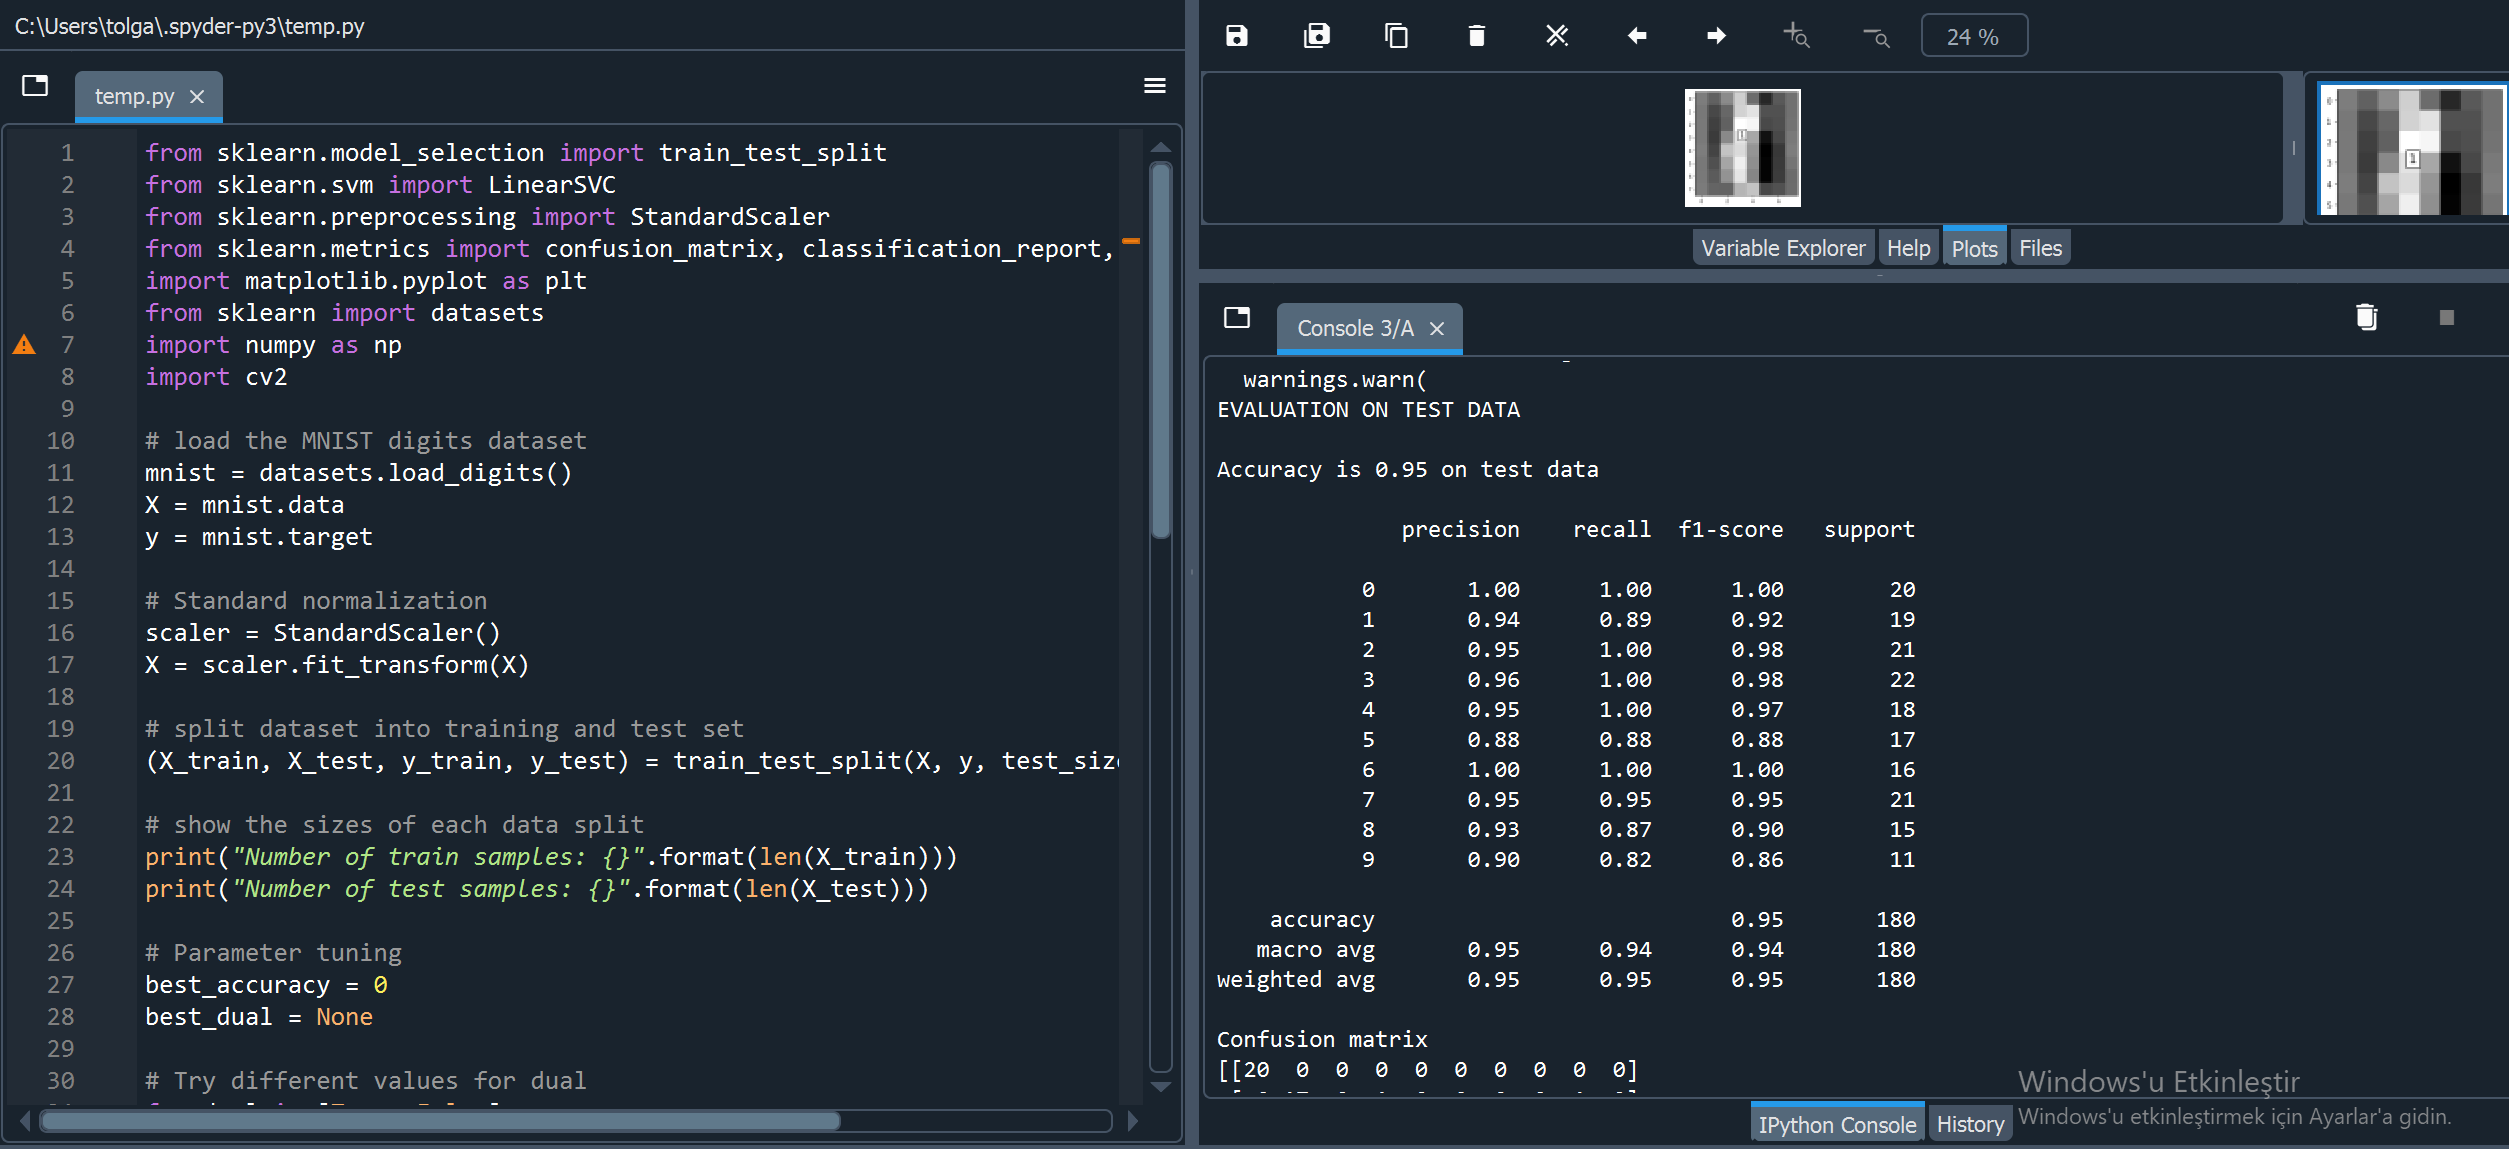 C:\Users\tolga\.spyder-py3\temp.py
temp.py
1 from sklearn.model_selection import train_test_split
2 from sklearn.svm import LinearSVC
3 from sklearn.preprocessing import StandardScaler
4 from sklearn.metrics import confusion_matrix, classification_report,
5 import matplotlib.pyplot as plt
6 from sklearn import datasets
7 import numpy as np
8 import cv2
9
10 # load the MNIST digits dataset
11 mnist = datasets.load_digits()
12 X = mnist.data
13 y = mnist.target
14
15 # Standard normalization
16 scaler = StandardScaler()
17 X = scaler.fit_transform(X)
18
19 # split dataset into training and test set
20 (X_train, X_test, y_train, y_test) = train_test_split(X, y,
21
22 # show the sizes of each data split
23 print("Number of train samples: {}".format(len(X_train)))
24 print("Number of test samples: {}".format(len(X_test)))
25
26 # Parameter tuning
27 best_accuracy = 0
28 best_dual = None
29
30 # Try different values for dual
24 %
Variable Explorer Help Plots Files
Console 3/A
warnings.warn(
EVALUATION ON TEST DATA
Accuracy is 0.95 on test data
precision recall f1-score support
0 1.00 1.00 1.00 20
1 0.94 0.89 0.92 19
2 0.95 1.00 0.98 21
3 0.96 1.00 0.98 22
4 0.95 1.00 0.97 18
5 0.88 0.88 0.88 17
6 1.00 1.00 1.00 16
7 0.95 0.95 0.95 21
8 0.93 0.87 0.90 15
9 0.90 0.82 0.86 11
accuracy 0.95 180
macro avg 0.95 0.94 0.94 180
weighted avg 0.95 0.95 0.95 180
Confusion matrix
[[20 0 0 0 0 0 0 0 0 0]
Windows'u Etkinleştir
Windows'u etkinleştirmek için Ayarlar'a gidin.
IPython Console History